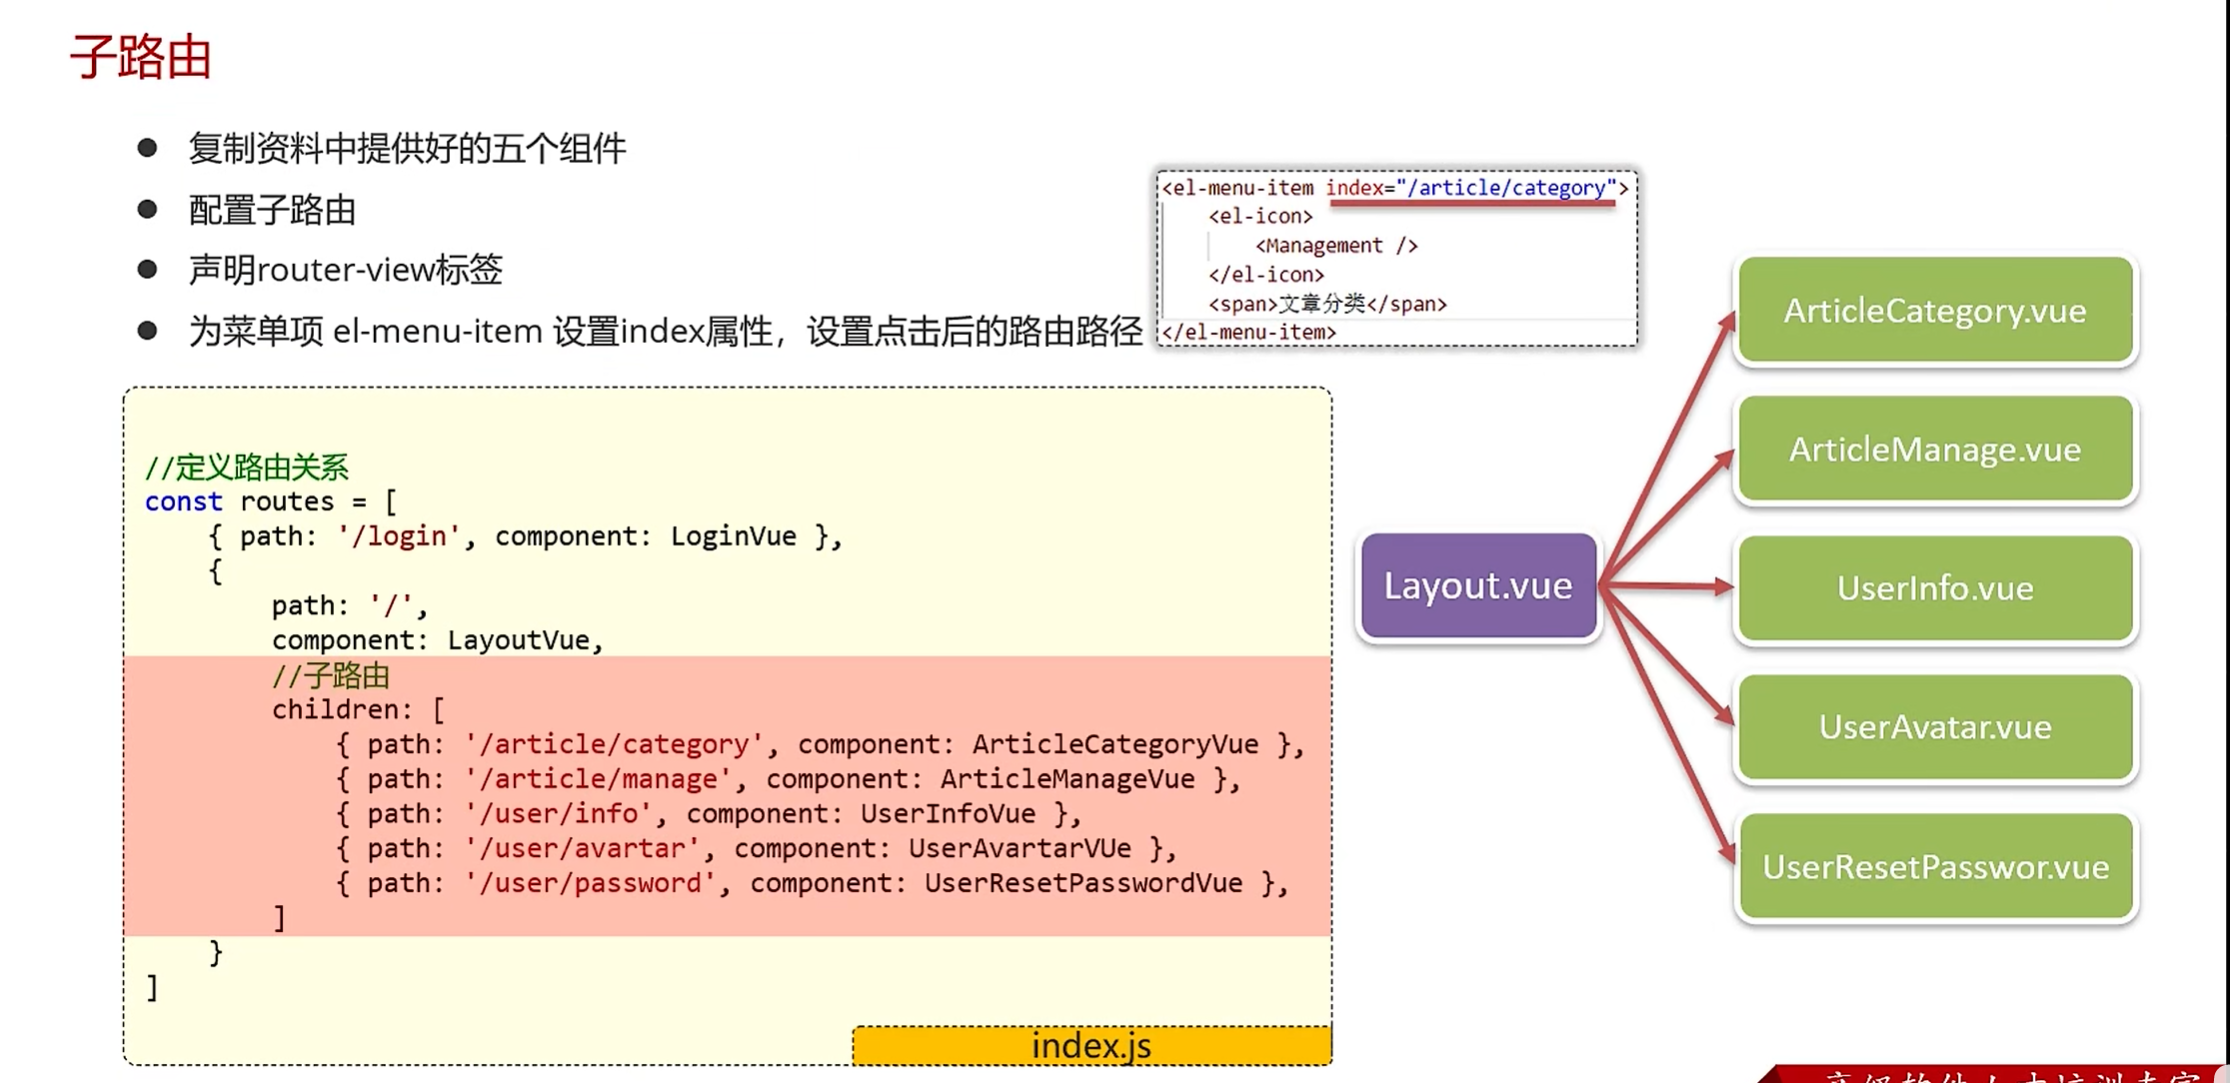 子路由
复制资料中提供好的五个组件
配置子路由
声明router-view标签
为菜单项 el-menu-item 设置index属性，设置点击后的路由路径
<el-menu-item index="/article/category">
<el-icon>
<Management />
</el-icon>
<span>文章分类</span>
</el-menu-item>
//定义路由关系
const routes = [
{ path: '/login', component: LoginVue },
{
path: '/',
component: LayoutVue,
//子路由
children: [
{ path: '/article/category', component: ArticleCategoryVue },
{ path: '/article/manage', component: ArticleManageVue },
{ path: '/user/info', component: UserInfoVue },
{ path: '/user/avartar', component: UserAvartarVUe },
{ path: '/user/password', component: UserResetPasswordVue },
]
}
]
index.js
Layout.vue
ArticleCategory.vue
ArticleManage.vue
UserInfo.vue
UserAvatar.vue
UserResetPasswor.vue